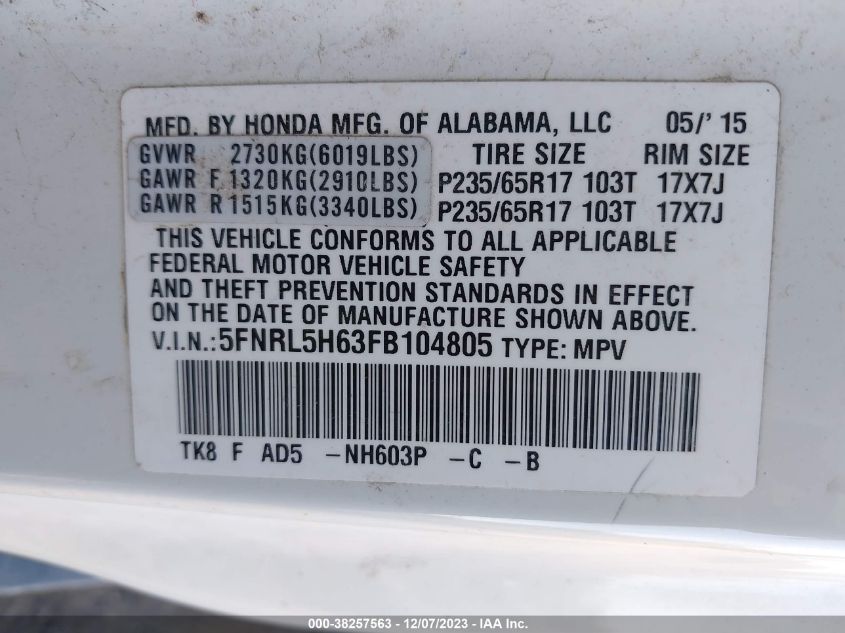 MFD. BY HONDA MFG. OF ALABAMA, LLC 05/' 15
GVWR 2730KG(6019LBS) TIRE SIZE RIM SIZE
GAWR F 1320KG(2910LBS) P235/65R17 103T 17X7J
GAWR R 1515KG(3340LBS) P235/65R17 103T 17X7J
THIS VEHICLE CONFORMS TO ALL APPLICABLE
FEDERAL MOTOR VEHICLE SAFETY
AND THEFT PREVENTION STANDARDS IN EFFECT
ON THE DATE OF MANUFACTURE SHOWN ABOVE.
V.I.N.:5FNRL5H63FB104805 TYPE: MPV
TK8 F AD5 -NH603P -C -B
000-38257563 - 12/07/2023 - IAA Inc.